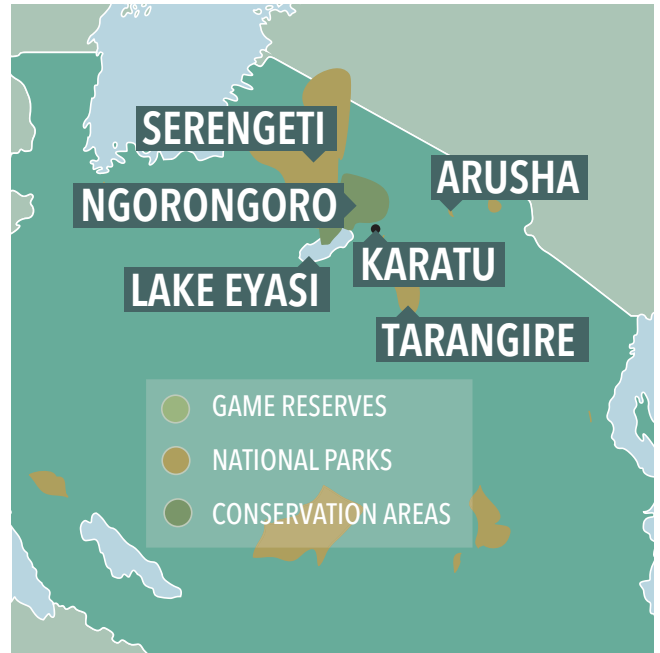 SERENGETI
ARUSHA
NGORONGORO
KARATU
LAKE EYASI
TARANGIRE
GAME RESERVES
NATIONAL PARKS
CONSERVATION AREAS